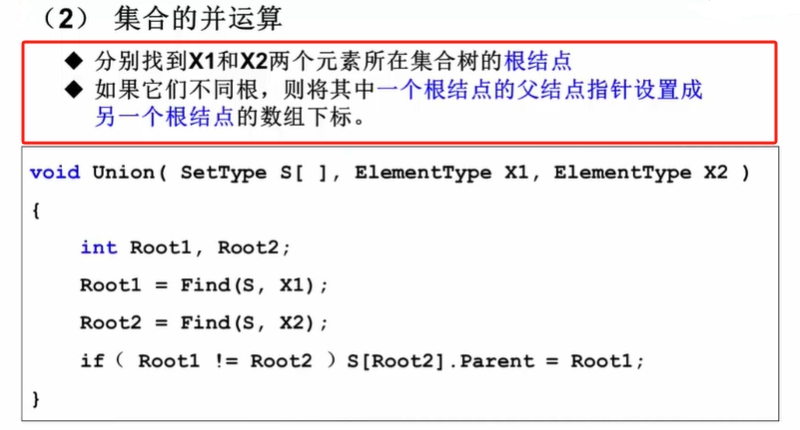 （2） 集合的并运算
◆ 分别找到X1和X2两个元素所在集合树的根结点
◆ 如果它们不同根，则将其中一个根结点的父结点指针设置成
另一个根结点的数组下标。
void Union( SetType S[ ], ElementType X1, ElementType X2 )
{
int Root1, Root2;
Root1 = Find(S, X1);
Root2 = Find(S, X2);
if（ Root1 != Root2 ）S[Root2].Parent = Root1;
}